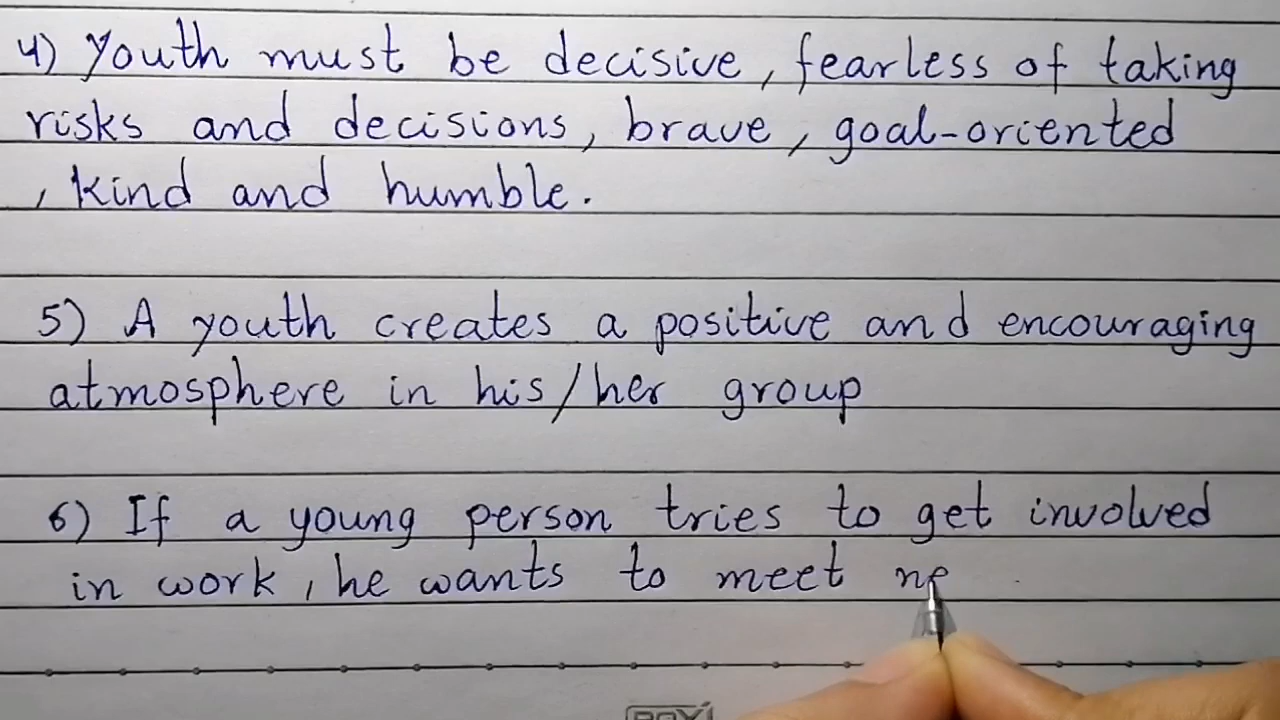 4) Youth must be decisive, fearless of taking
risks and decisions, brave, goal-oriented
, kind and humble.
5) A youth creates a positive and encouraging
atmosphere in his/her group
6) If a young person tries to get involved
in work, he wants to meet ne